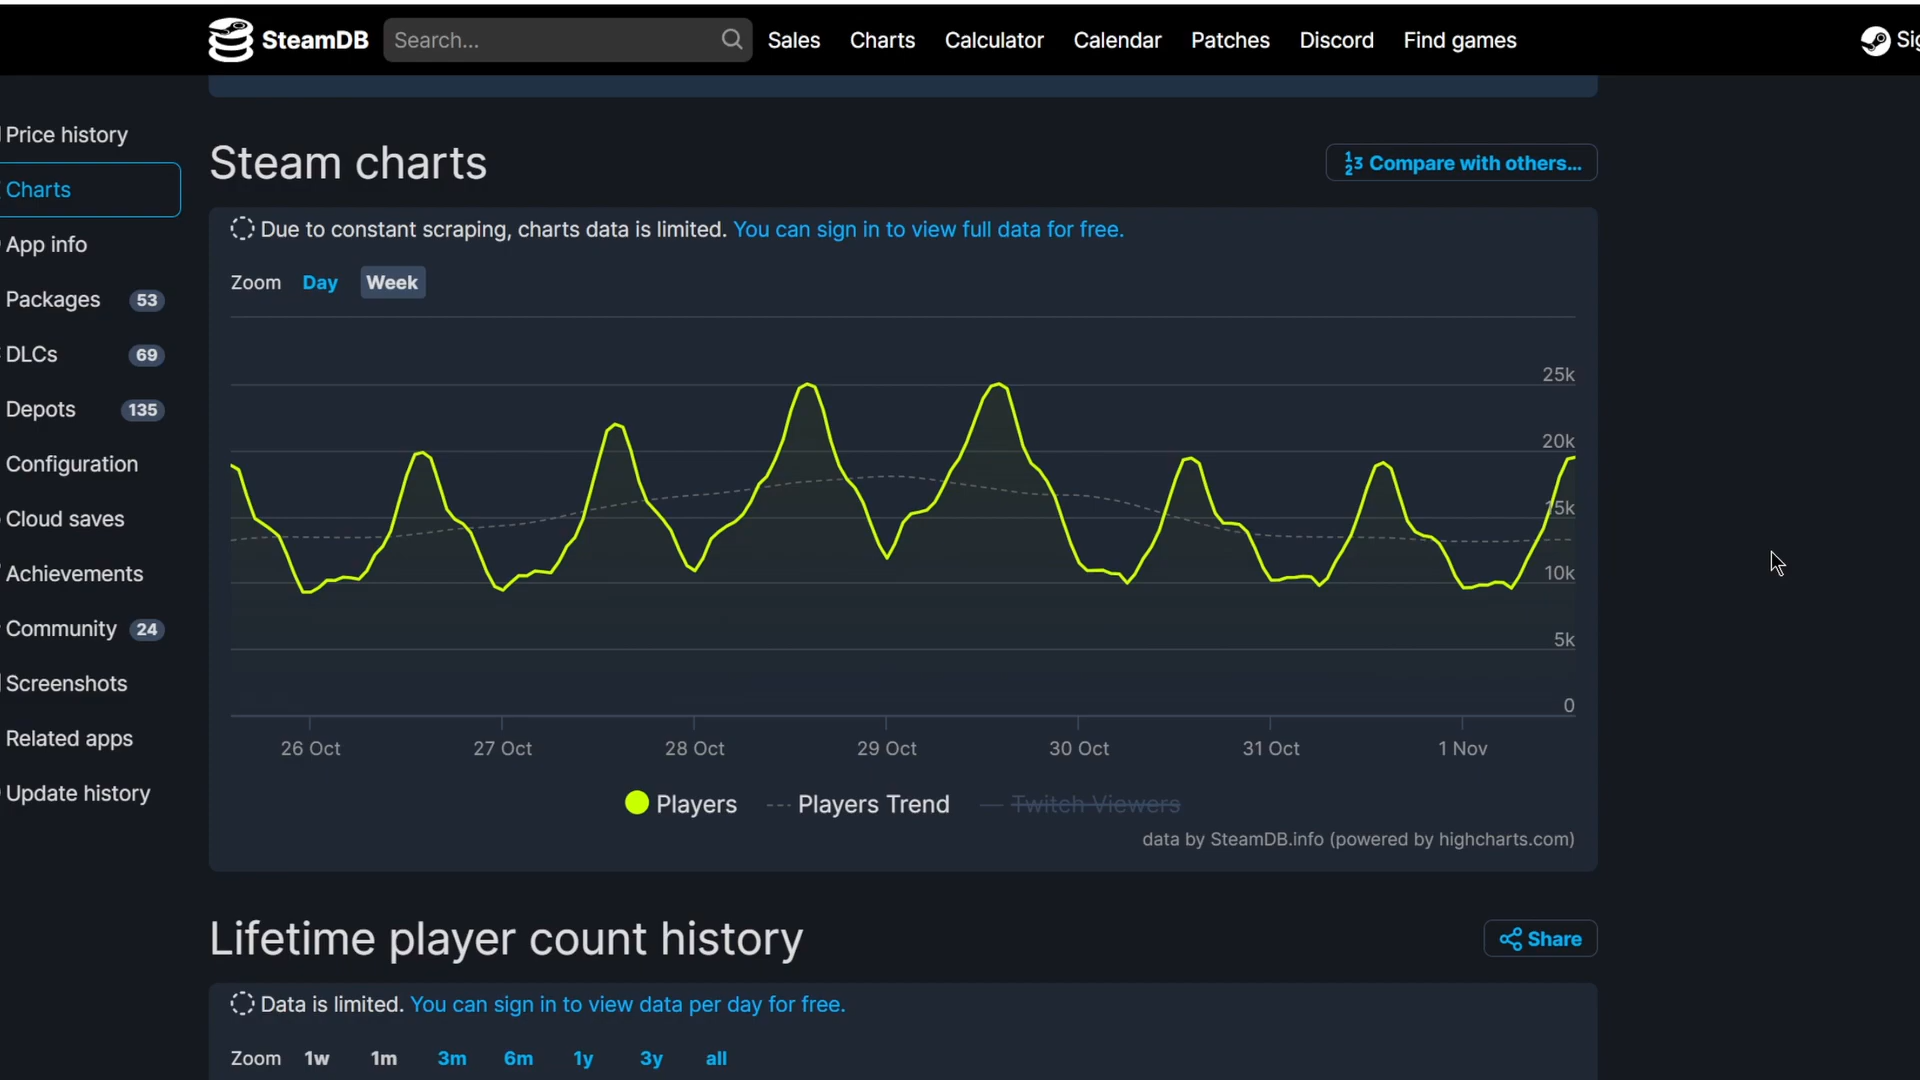 SteamDB Search... Sales Charts Calculator Calendar Patches Discord Find games
Price history
Charts
App info
Packages 53
DLCs 69
Depots 135
Configuration
Cloud saves
Achievements
Community 24
Screenshots
Related apps
Update history
Steam charts
Compare with others...
Due to constant scraping, charts data is limited. You can sign in to view full data for free.
Zoom Day Week
25k
20k
15k
10k
5k
0
26 Oct 27 Oct 28 Oct 29 Oct 30 Oct 31 Oct 1 Nov
Players Players Trend Twitch Viewers
data by SteamDB.info (powered by highcharts.com)
Lifetime player count history
Share
Data is limited. You can sign in to view data per day for free.
Zoom 1w 1m 3m 6m 1y 3y all